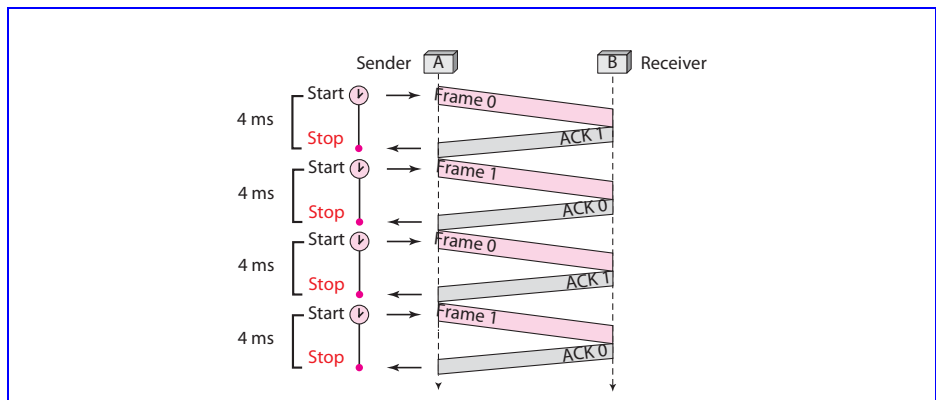 Sender A B Receiver
Start Frame 0
4 ms
Stop ACK 1
Start Frame 1
4 ms
Stop ACK 0
Start Frame 0
4 ms
Stop ACK 1
Start Frame 1
4 ms
Stop ACK 0